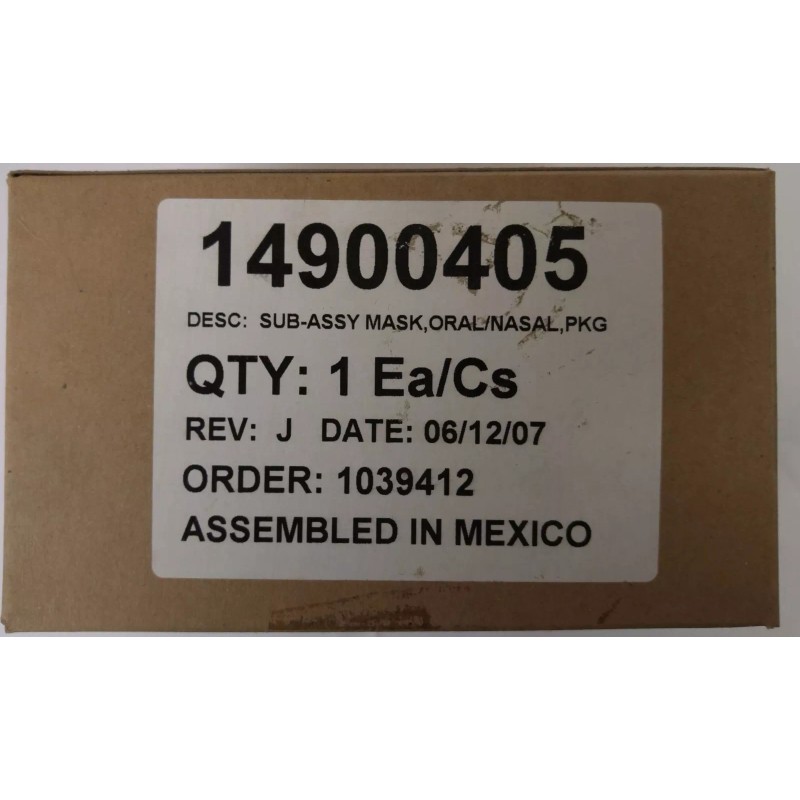 14900405
DESC: SUB-ASSY MASK,ORAL/NASAL,PKG
QTY: 1 Ea/Cs
REV: J DATE: 06/12/07
ORDER: 1039412
ASSEMBLED IN MEXICO